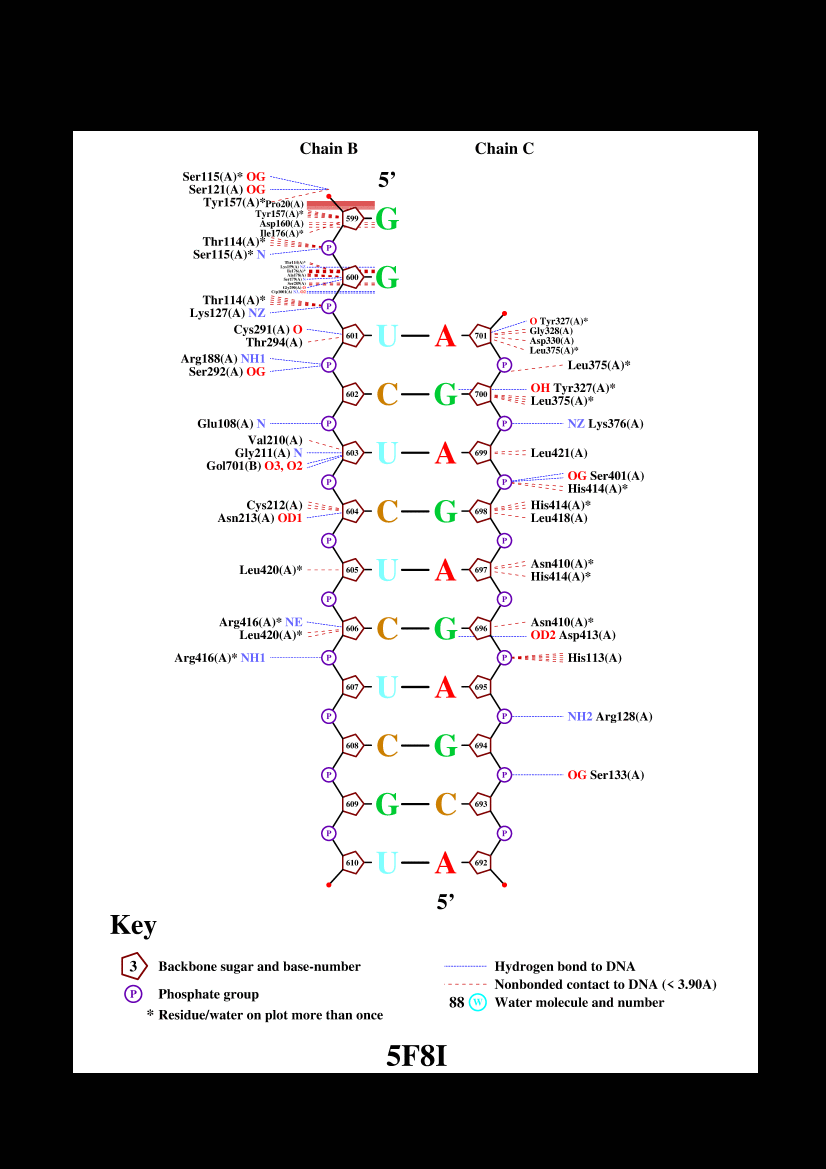 Chain B
Chain C
5’
Ser115(A)* OG
Ser121(A) OG
Tyr157(A)*
Pro20(A)
Tyr157(A)*
Asp160(A)
Ile176(A)*
599 G
Thr114(A)*
P
Ser115(A)* N
600 G
Thr114(A)*
P
Lys127(A) NZ
Cys291(A) O
Thr294(A)
601 U A 701
O Tyr327(A)*
Gly328(A)
Asp330(A)
Leu375(A)*
Arg188(A) NH1
Ser292(A) OG
P P
Leu375(A)*
602 C G 700
OH Tyr327(A)*
Leu375(A)*
Glu108(A) N
P P
NZ Lys376(A)
Val210(A)
Gly211(A) N
Gol701(B) O3, O2
603 U A 699
Leu421(A)
P P
OG Ser401(A)
His414(A)*
Cys212(A)
Asn213(A) OD1
604 C G 698
His414(A)*
Leu418(A)
P P
Leu420(A)*
605 U A 697
Asn410(A)*
His414(A)*
P P
Arg416(A)* NE
Leu420(A)*
606 C G 696
Asn410(A)*
OD2 Asp413(A)
Arg416(A)* NH1
P P
His113(A)
607 U A 695
P P
NH2 Arg128(A)
608 C G 694
P P
OG Ser133(A)
609 G C 693
P P
610 U A 692
5’
Key
3 Backbone sugar and base-number
P Phosphate group
* Residue/water on plot more than once
Hydrogen bond to DNA
Nonbonded contact to DNA (< 3.90A)
88 W Water molecule and number
5F8I